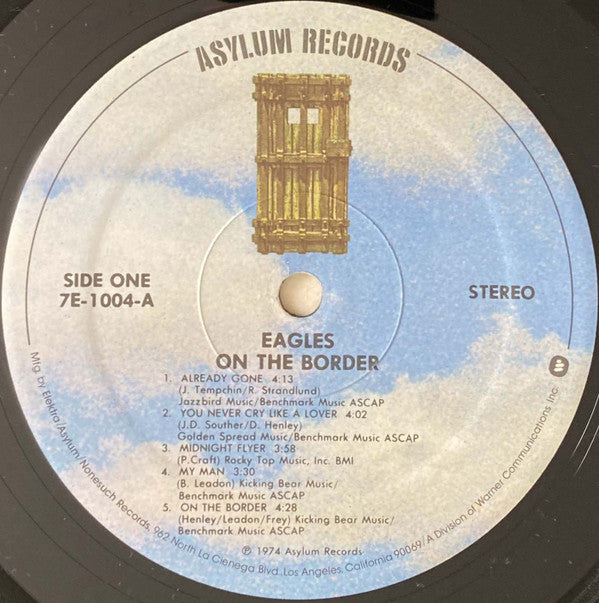 ASYLUM RECORDS
SIDE ONE
7E-1004-A
STEREO
EAGLES
ON THE BORDER
1. ALREADY GONE 4:13
(J. Tempchin/R. Strandlund)
Jazzbird Music/Benchmark Music ASCAP
2. YOU NEVER CRY LIKE A LOVER 4:02
(J.D. Souther/D. Henley)
Golden Spread Music/Benchmark Music ASCAP
3. MIDNIGHT FLYER 3:58
(P.Craft) Rocky Top Music, Inc. BMI
4. MY MAN 3:30
(B. Leadon) Kicking Bear Music/
Benchmark Music ASCAP
5. ON THE BORDER 4:28
(Henley/Leadon/Frey) Kicking Bear Music/
Benchmark Music ASCAP
℗ 1974 Asylum Records
Mfg. by Elektra/Asylum/Nonesuch Records, 962 North La Cienega Blvd., Los Angeles, California 90069/A Division of Warner Communications Inc.